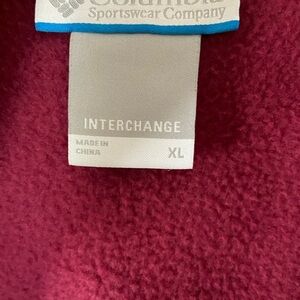 Columbia
Sportswear Company
INTERCHANGE
MADE IN
CHINA
XL